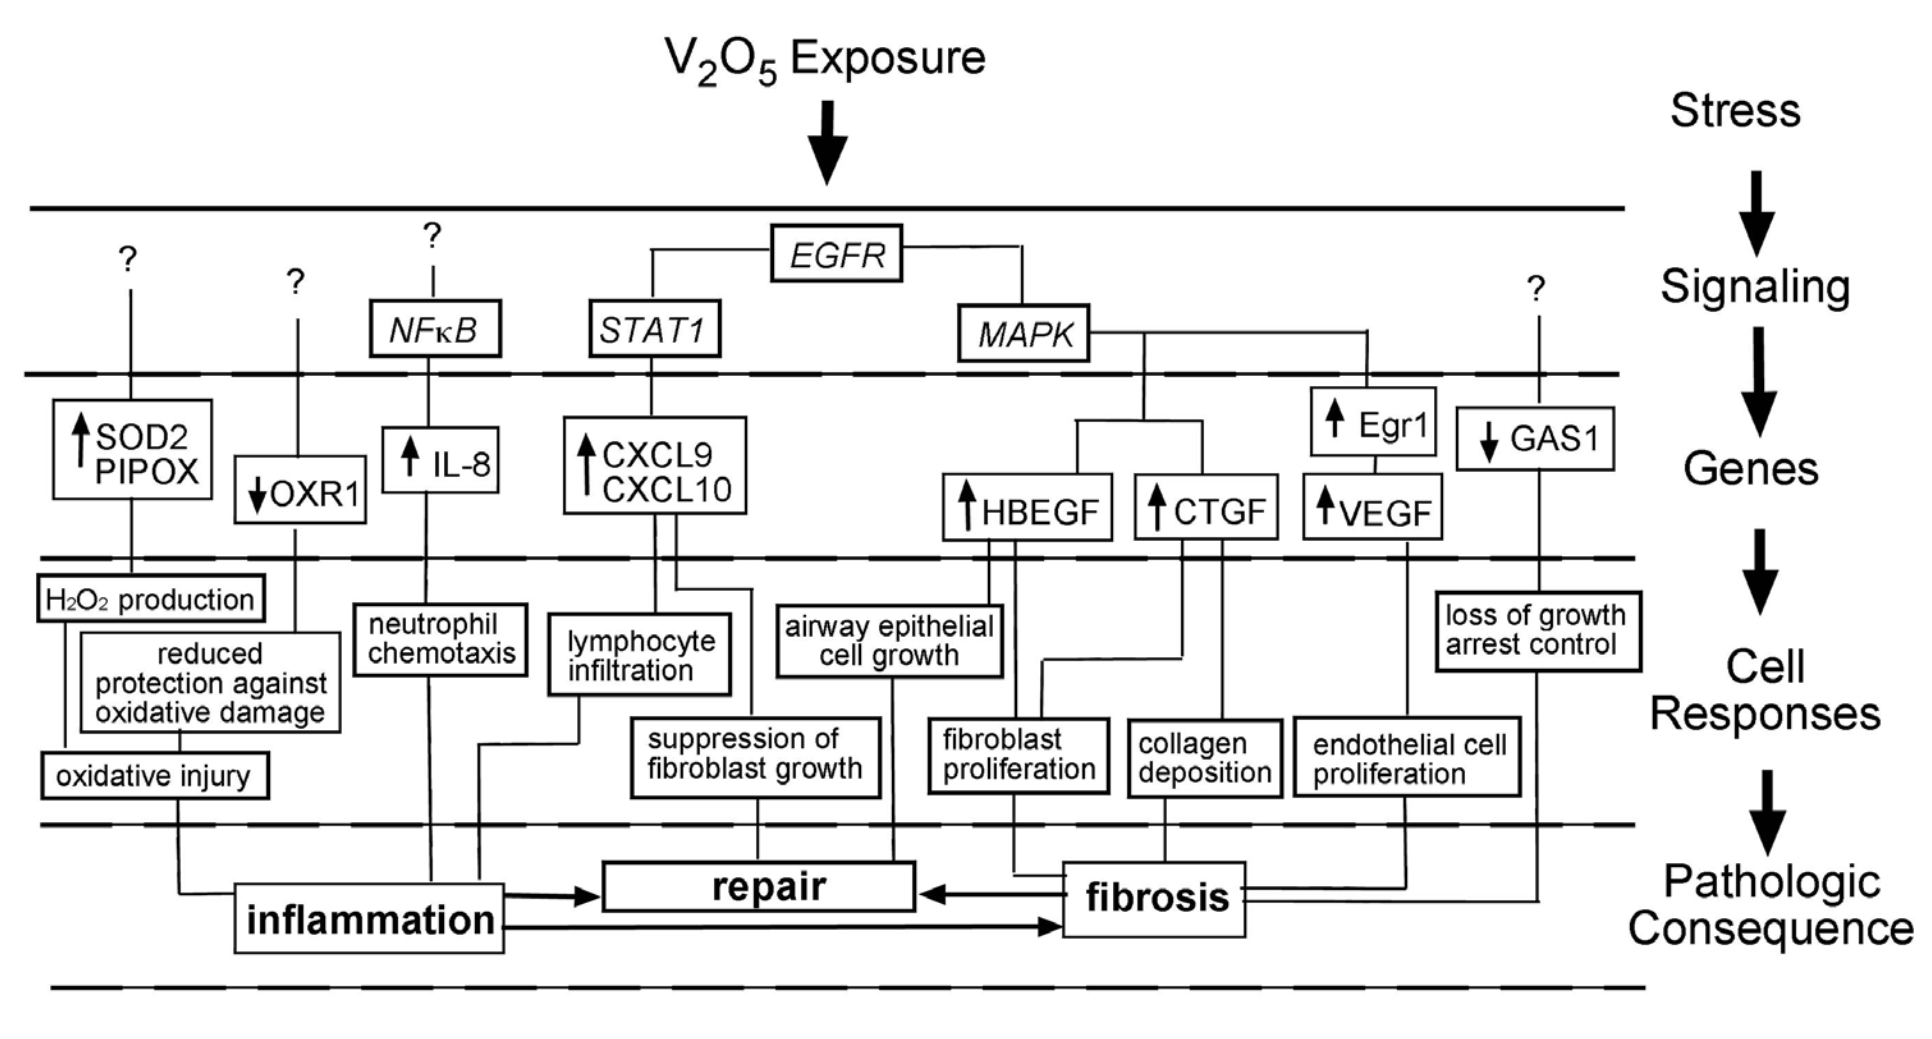 V₂O₅ Exposure
Stress
Signaling
Genes
Cell
Responses
Pathologic
Consequence
?
?
?
?
EGFR
NFκB
STAT1
MAPK
↑ SOD2
PIPOX
↓ OXR1
↑ IL-8
↑ CXCL9
CXCL10
↑ HBEGF
↑ CTGF
↑ Egr1
↑ VEGF
↓ GAS1
H₂O₂ production
reduced
protection against
oxidative damage
oxidative injury
neutrophil
chemotaxis
lymphocyte
infiltration
suppression of
fibroblast growth
airway epithelial
cell growth
fibroblast
proliferation
collagen
deposition
endothelial cell
proliferation
loss of growth
arrest control
inflammation
repair
fibrosis